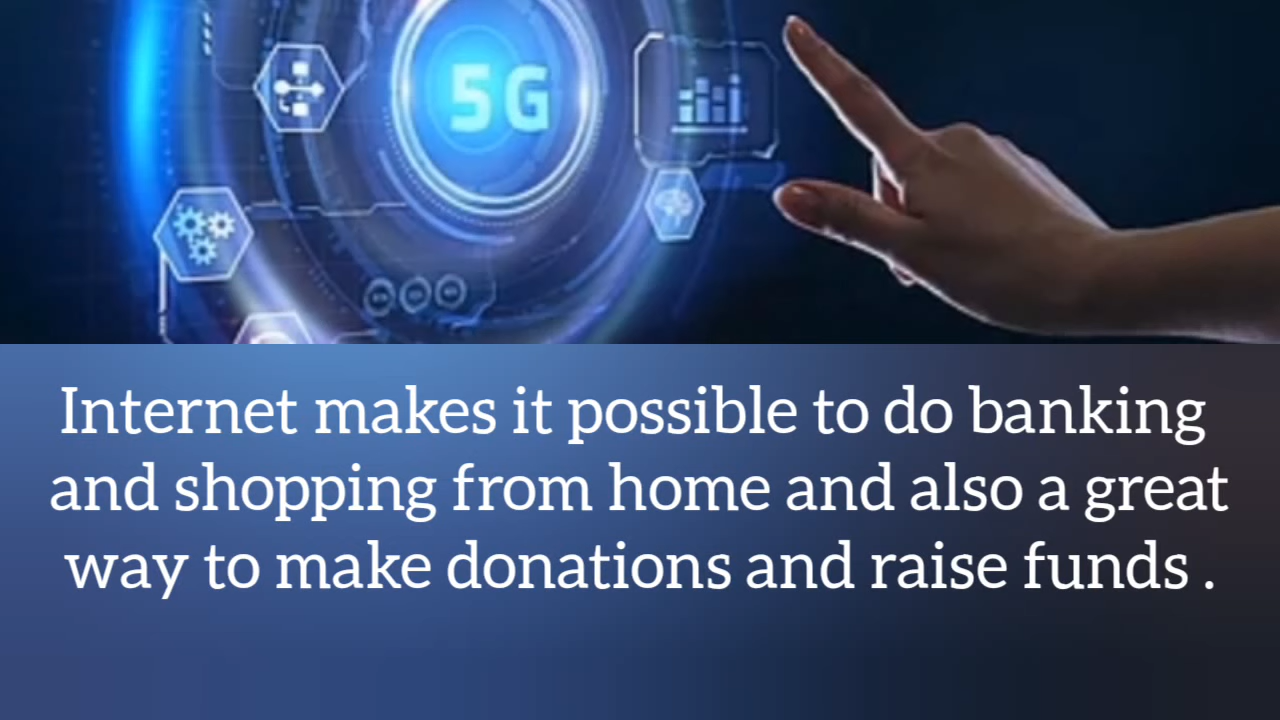 5G
Internet makes it possible to do banking
and shopping from home and also a great
way to make donations and raise funds .